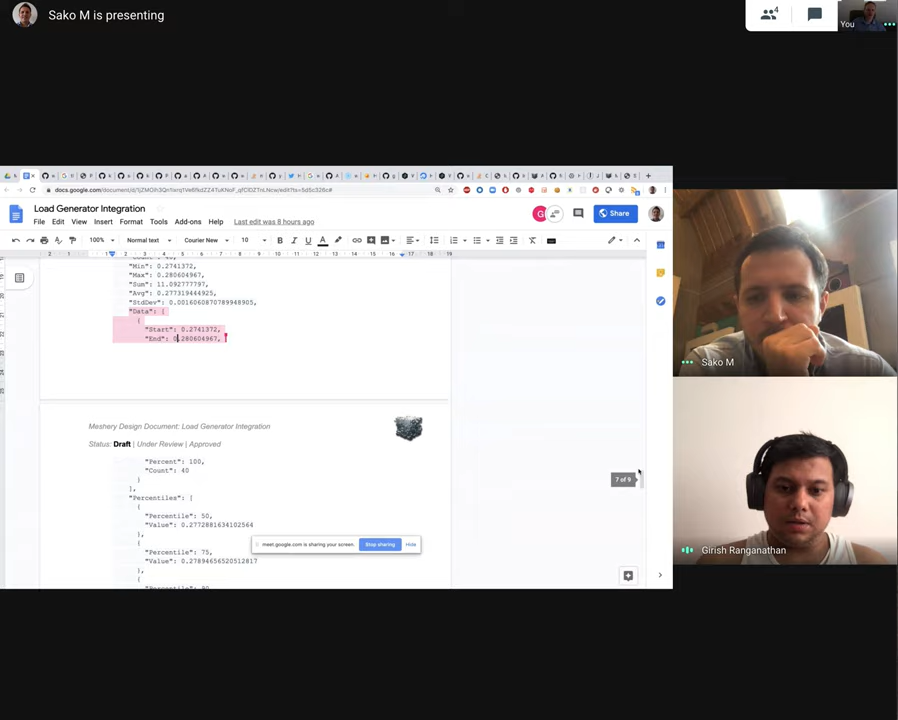 Sako M is presenting
4
You
docs.google.com
Load Generator Integration
File Edit View Insert Format Tools Add-ons Help Last edit was 8 hours ago
G
Share
100% Normal text Courier New 10
"Min": 0.2741372,
"Max": 0.280604967,
"Sum": 11.092777797,
"Avg": 0.277319444925,
"StdDev": 0.0016060870789948905,
"Data": [
{
"Start": 0.2741372,
"End": 0.280604967,
Meshery Design Document: Load Generator Integration
Status: Draft | Under Review | Approved
"Percent": 100,
"Count": 40
}
],
"Percentiles": [
{
"Percentile": 50,
"Value": 0.2772881634102564
},
{
"Percentile": 75,
"Value": 0.27894656520512817
},
{
7 of 9
meet.google.com is sharing your screen. Stop sharing Hide
Sako M
Girish Ranganathan